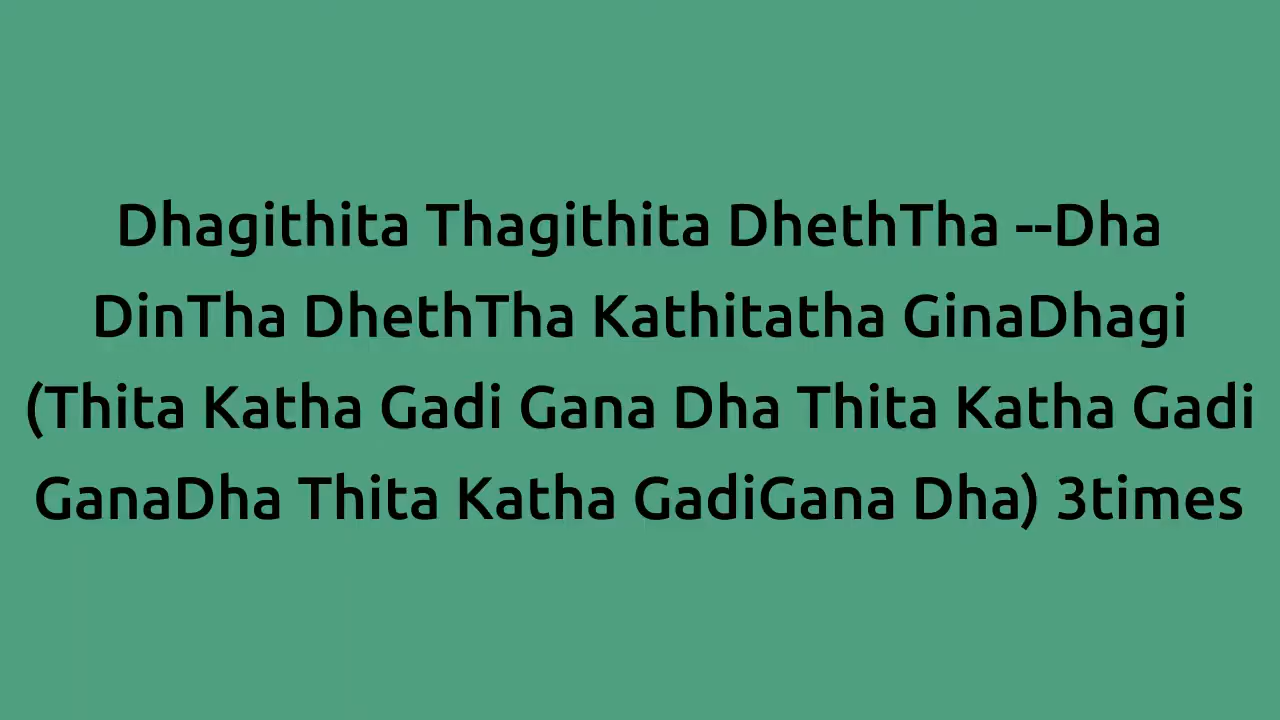 Dhagithita Thagithita DhethTha --Dha
DinTha DhethTha Kathitatha GinaDhagi
(Thita Katha Gadi Gana Dha Thita Katha Gadi
GanaDha Thita Katha GadiGana Dha) 3times